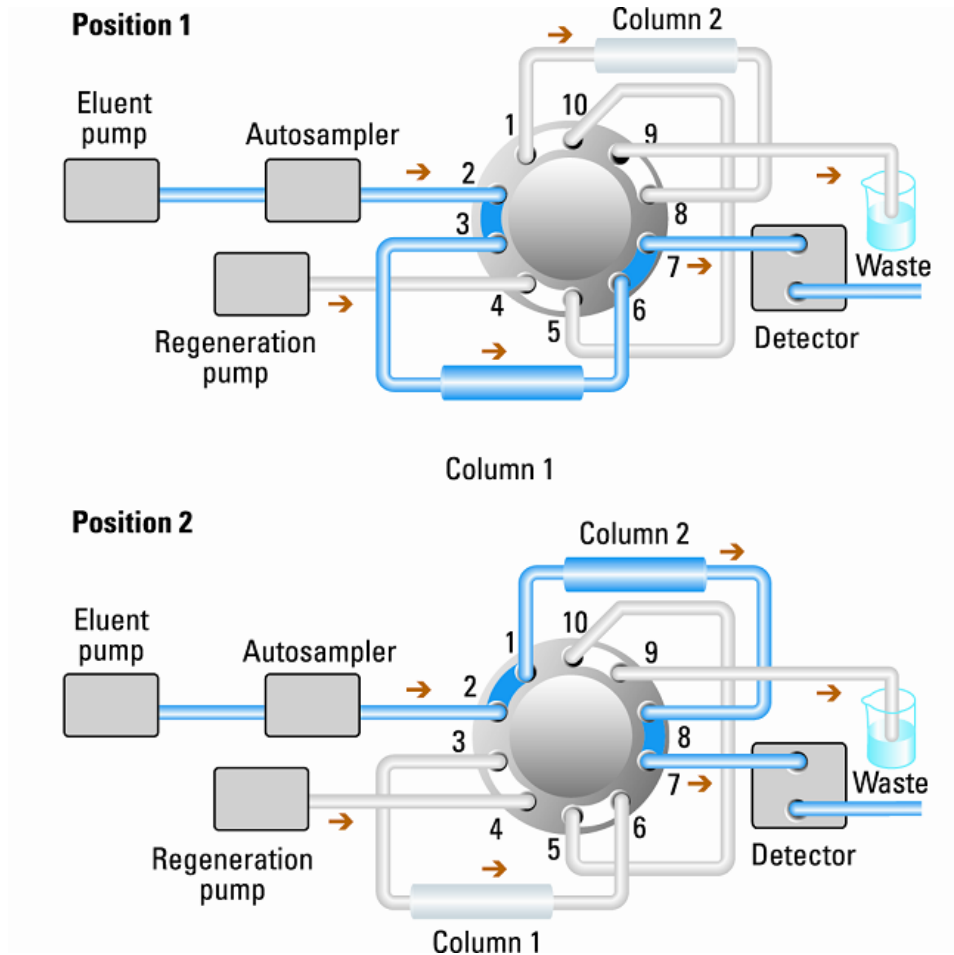 Position 1
Column 2
Eluent
pump
Autosampler
1
10
9
2
3
8
Waste
7
4
5
6
Regeneration
pump
Detector
Column 1
Position 2
Column 2
Eluent
pump
Autosampler
1
10
9
2
3
8
Waste
7
4
5
6
Regeneration
pump
Detector
Column 1